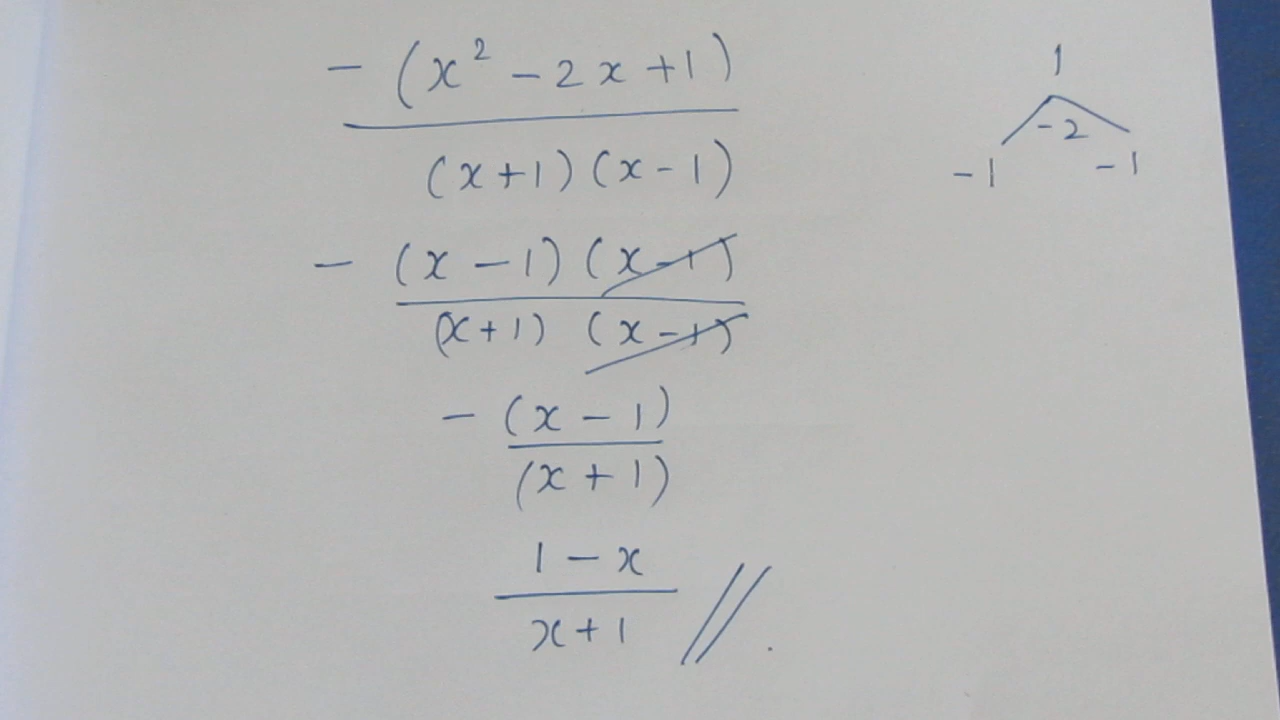 - (x² - 2x + 1)
(x+1) (x-1)
- (x - 1) (x-1)
(x+1) (x-1)
- (x - 1)
(x + 1)
1 - x
x+1
1
-2
-1 -1